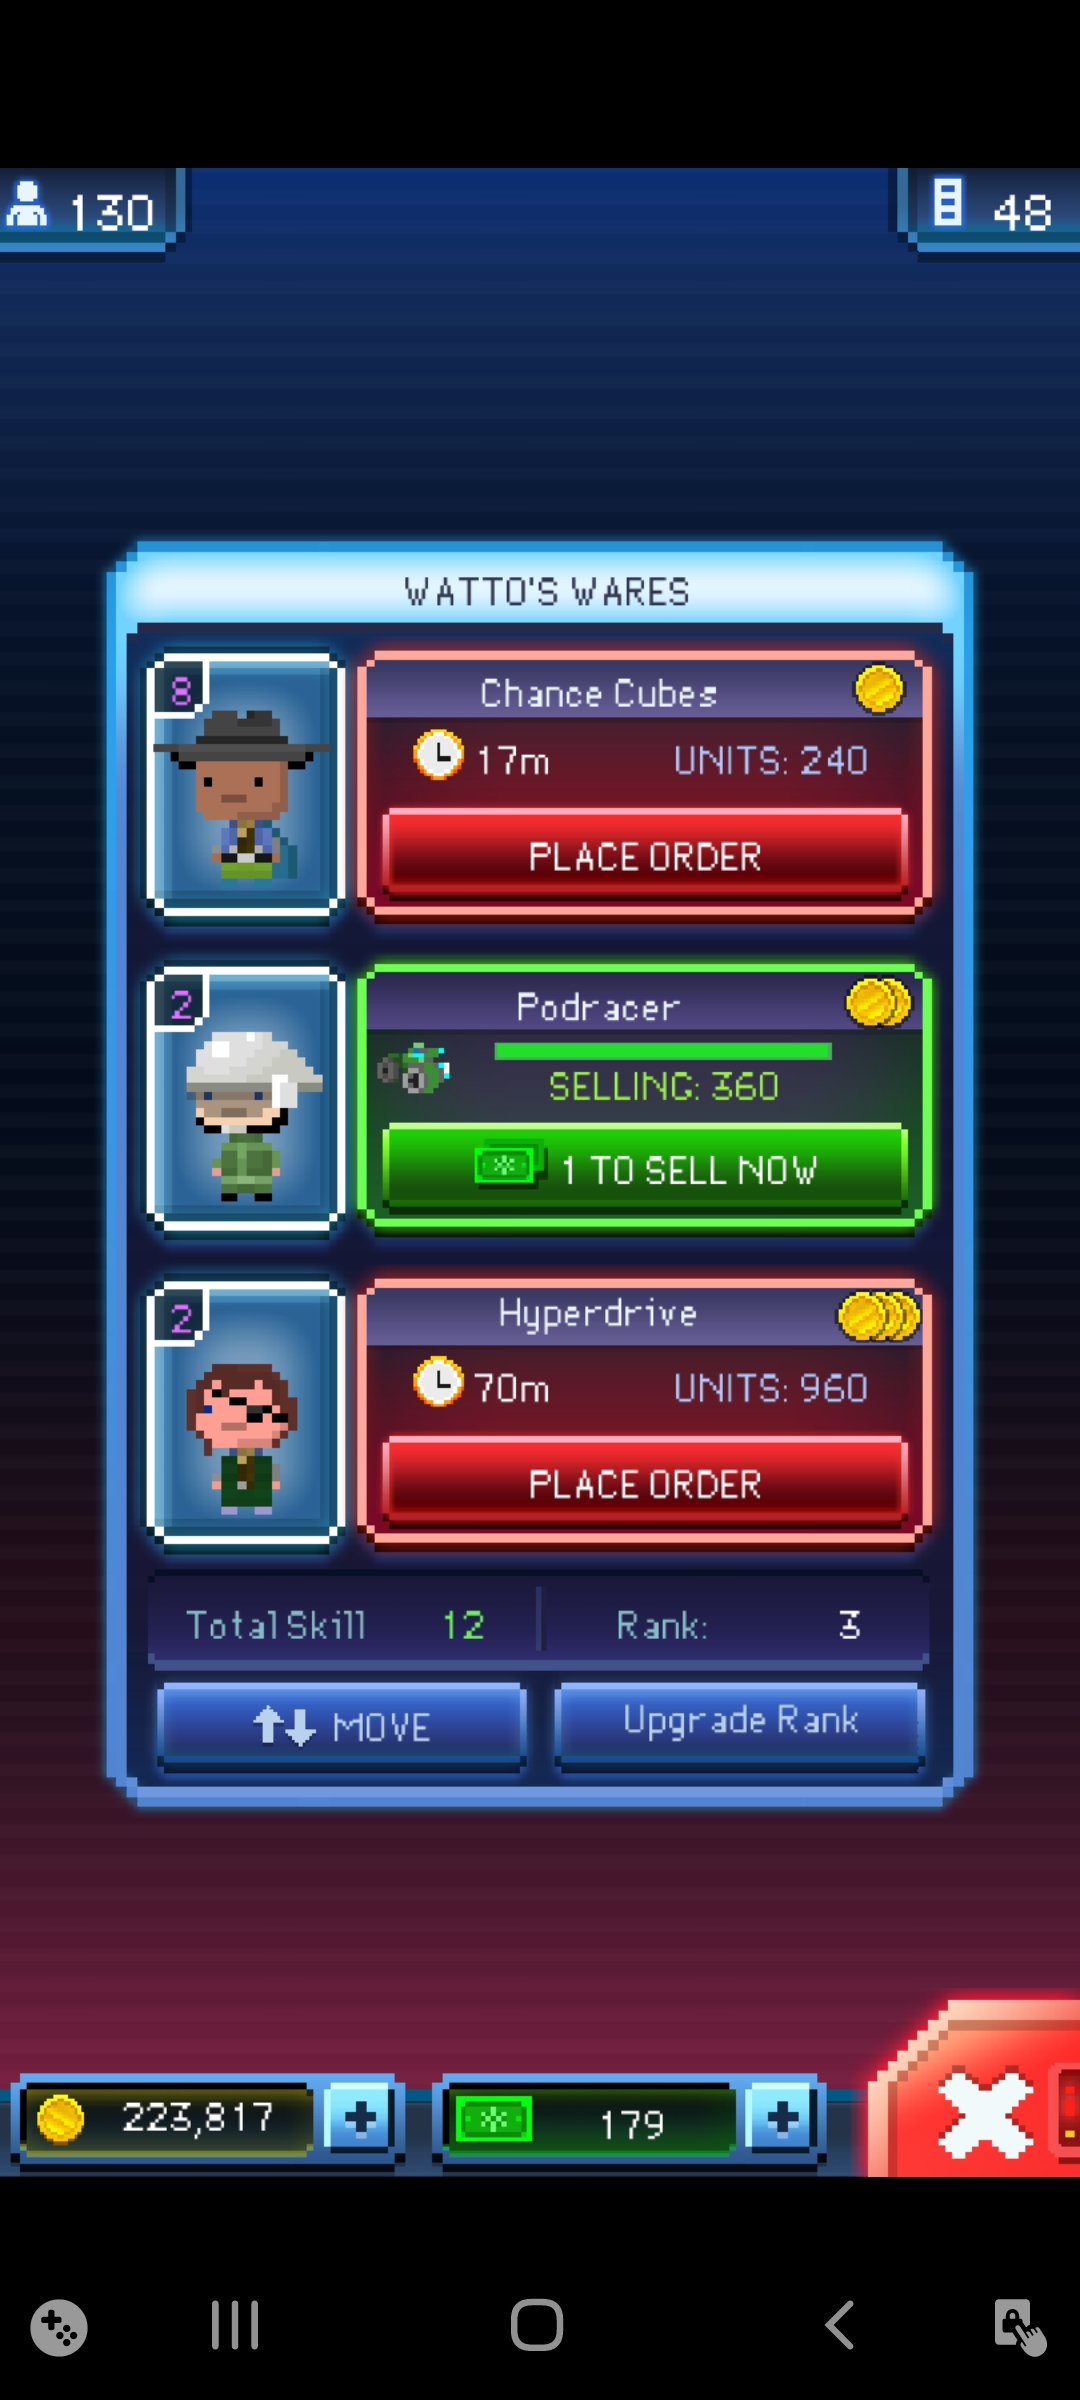 130
48
WATTO'S WARES
8
Chance Cubes
17m UNITS: 240
PLACE ORDER
2
Podracer
SELLING: 360
1 TO SELL NOW
2
Hyperdrive
70m UNITS: 960
PLACE ORDER
Total Skill 12 Rank: 3
MOVE Upgrade Rank
223,817 179